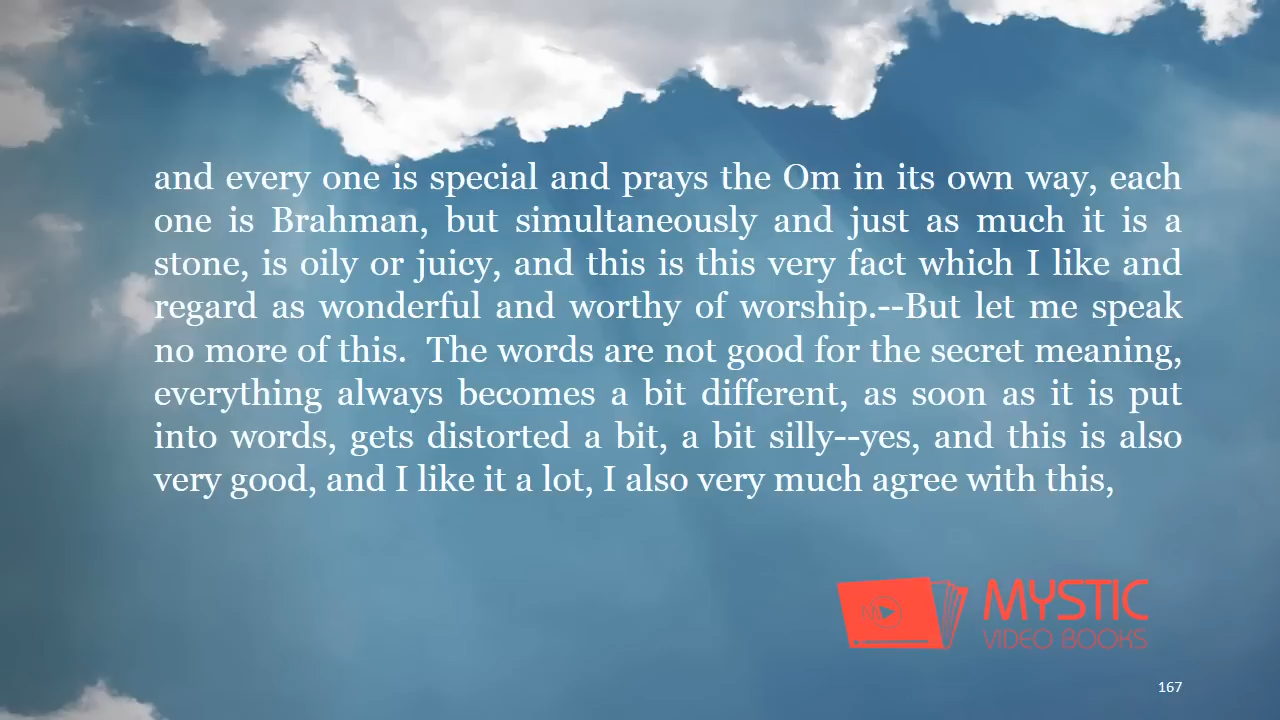 and every one is special and prays the Om in its own way, each
one is Brahman, but simultaneously and just as much it is a
stone, is oily or juicy, and this is this very fact which I like and
regard as wonderful and worthy of worship.--But let me speak
no more of this.  The words are not good for the secret meaning,
everything always becomes a bit different, as soon as it is put
into words, gets distorted a bit, a bit silly--yes, and this is also
very good, and I like it a lot, I also very much agree with this,
MYSTIC
VIDEO BOOKS
167